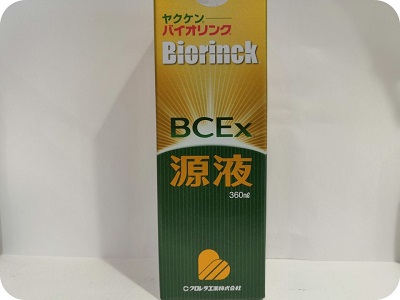 ヤクケン
バイオリンク
Biorinck
BCEx
源液
360㎖
クロレラ工業株式会社